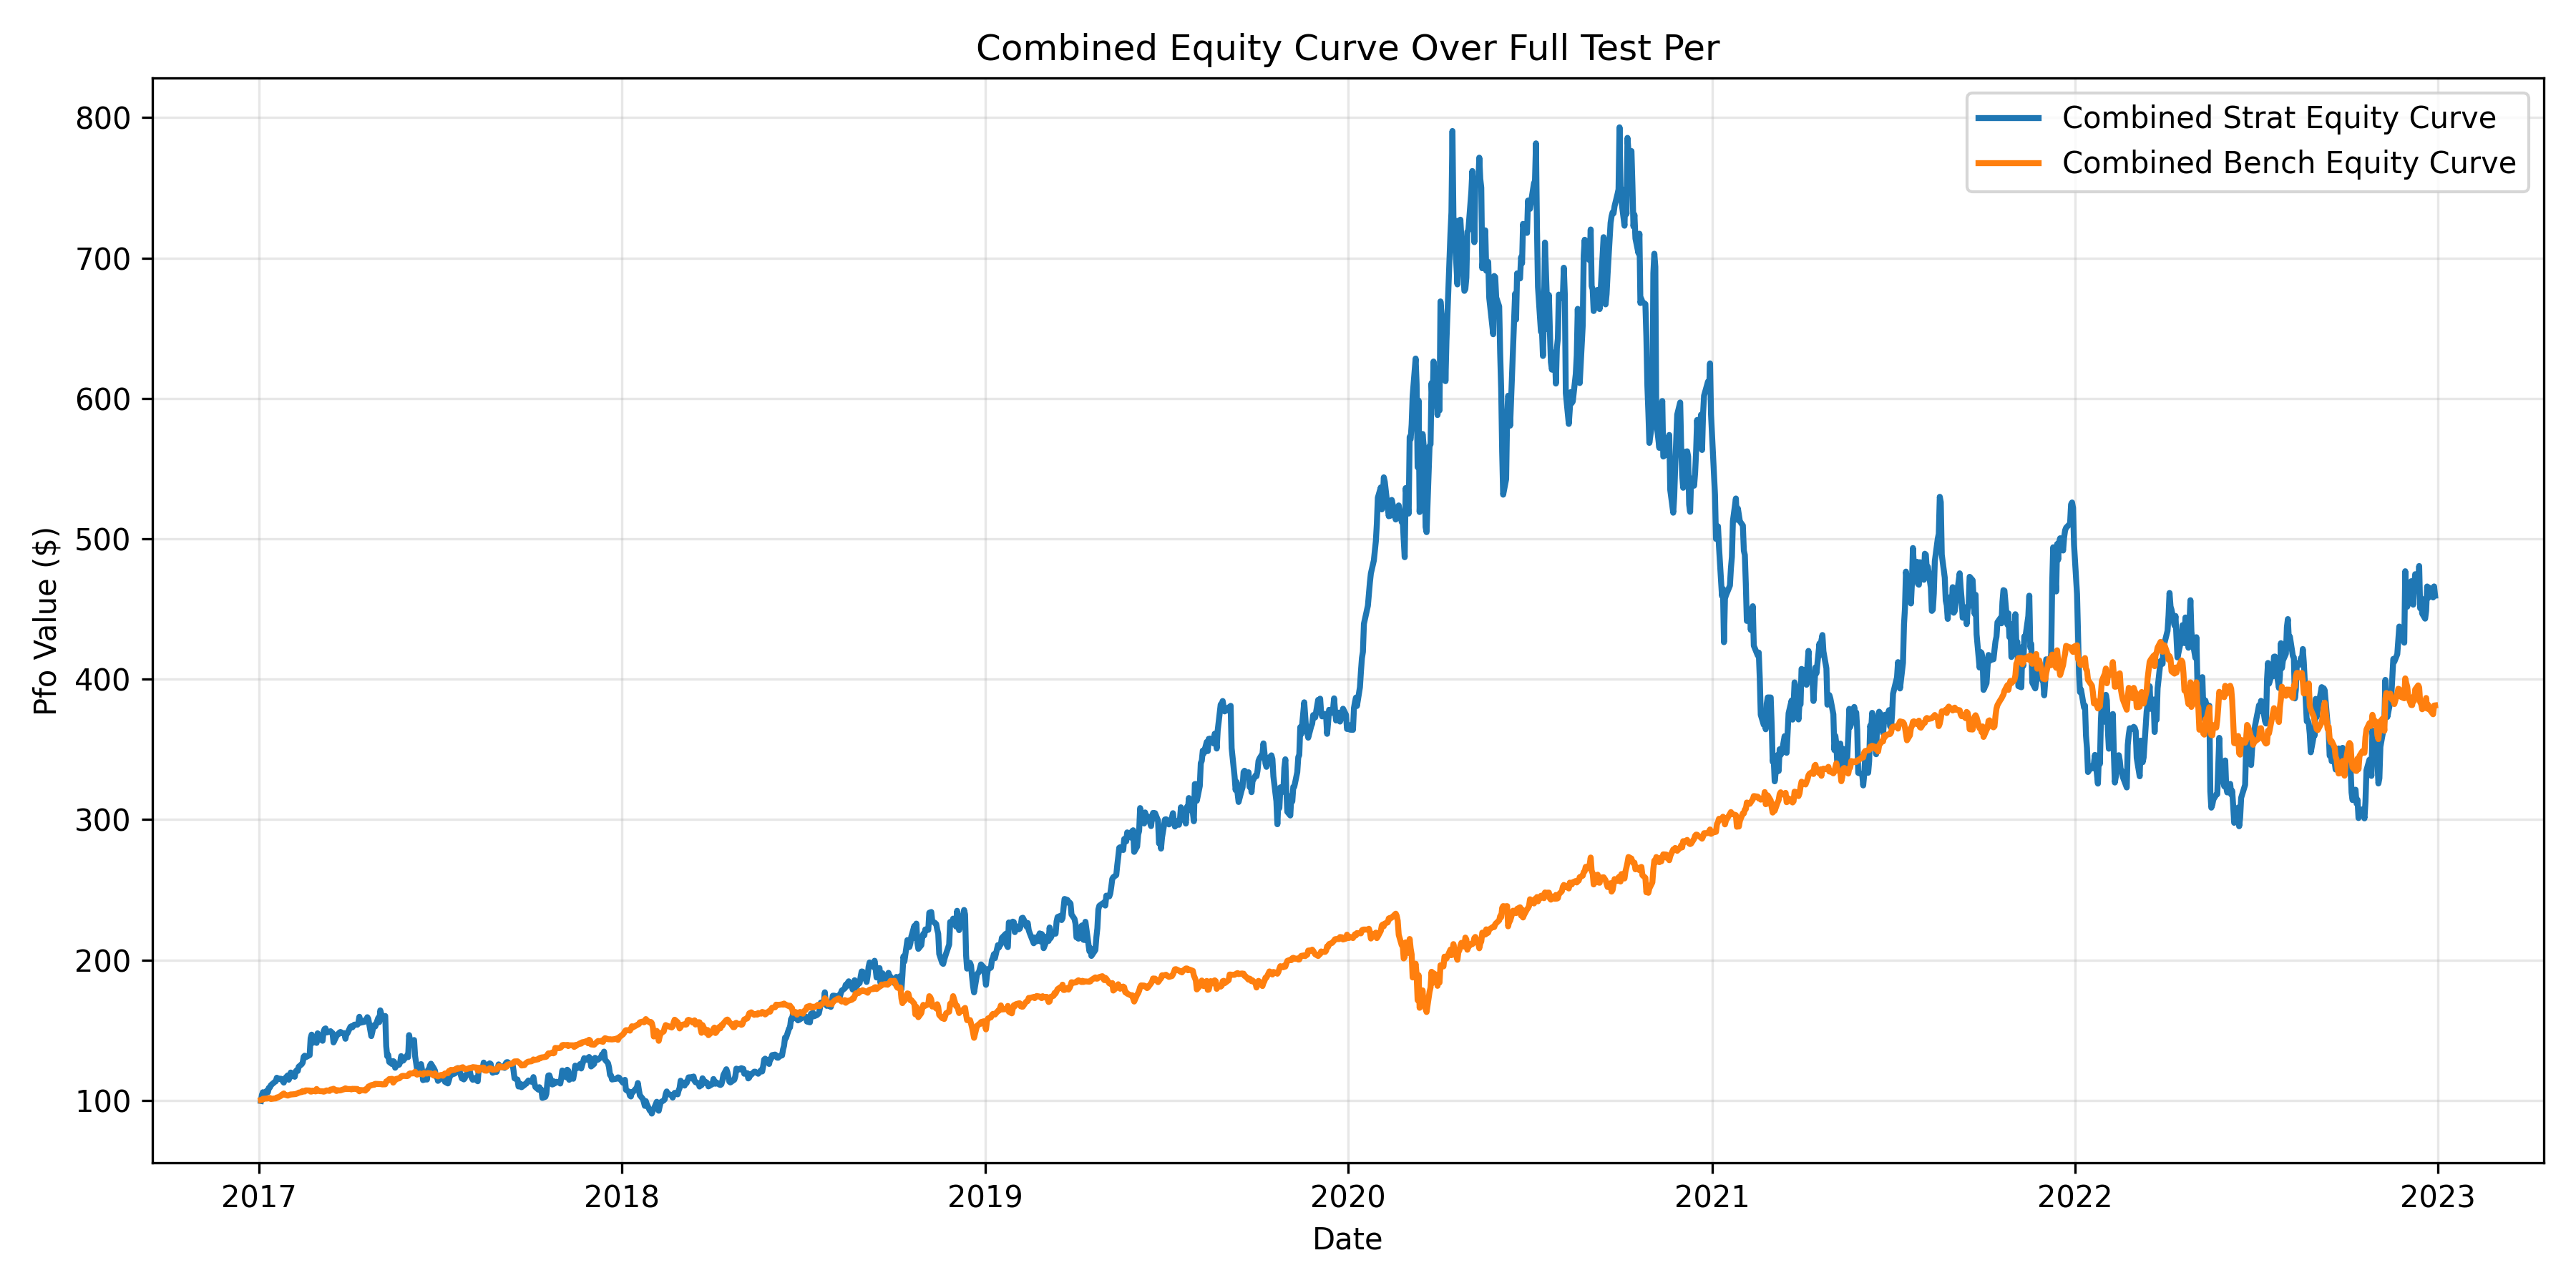 Combined Equity Curve Over Full Test Per
Combined Strat Equity Curve
Combined Bench Equity Curve
Pfo Value ($)
800
700
600
500
400
300
200
100
2017 2018 2019 2020 2021 2022 2023
Date